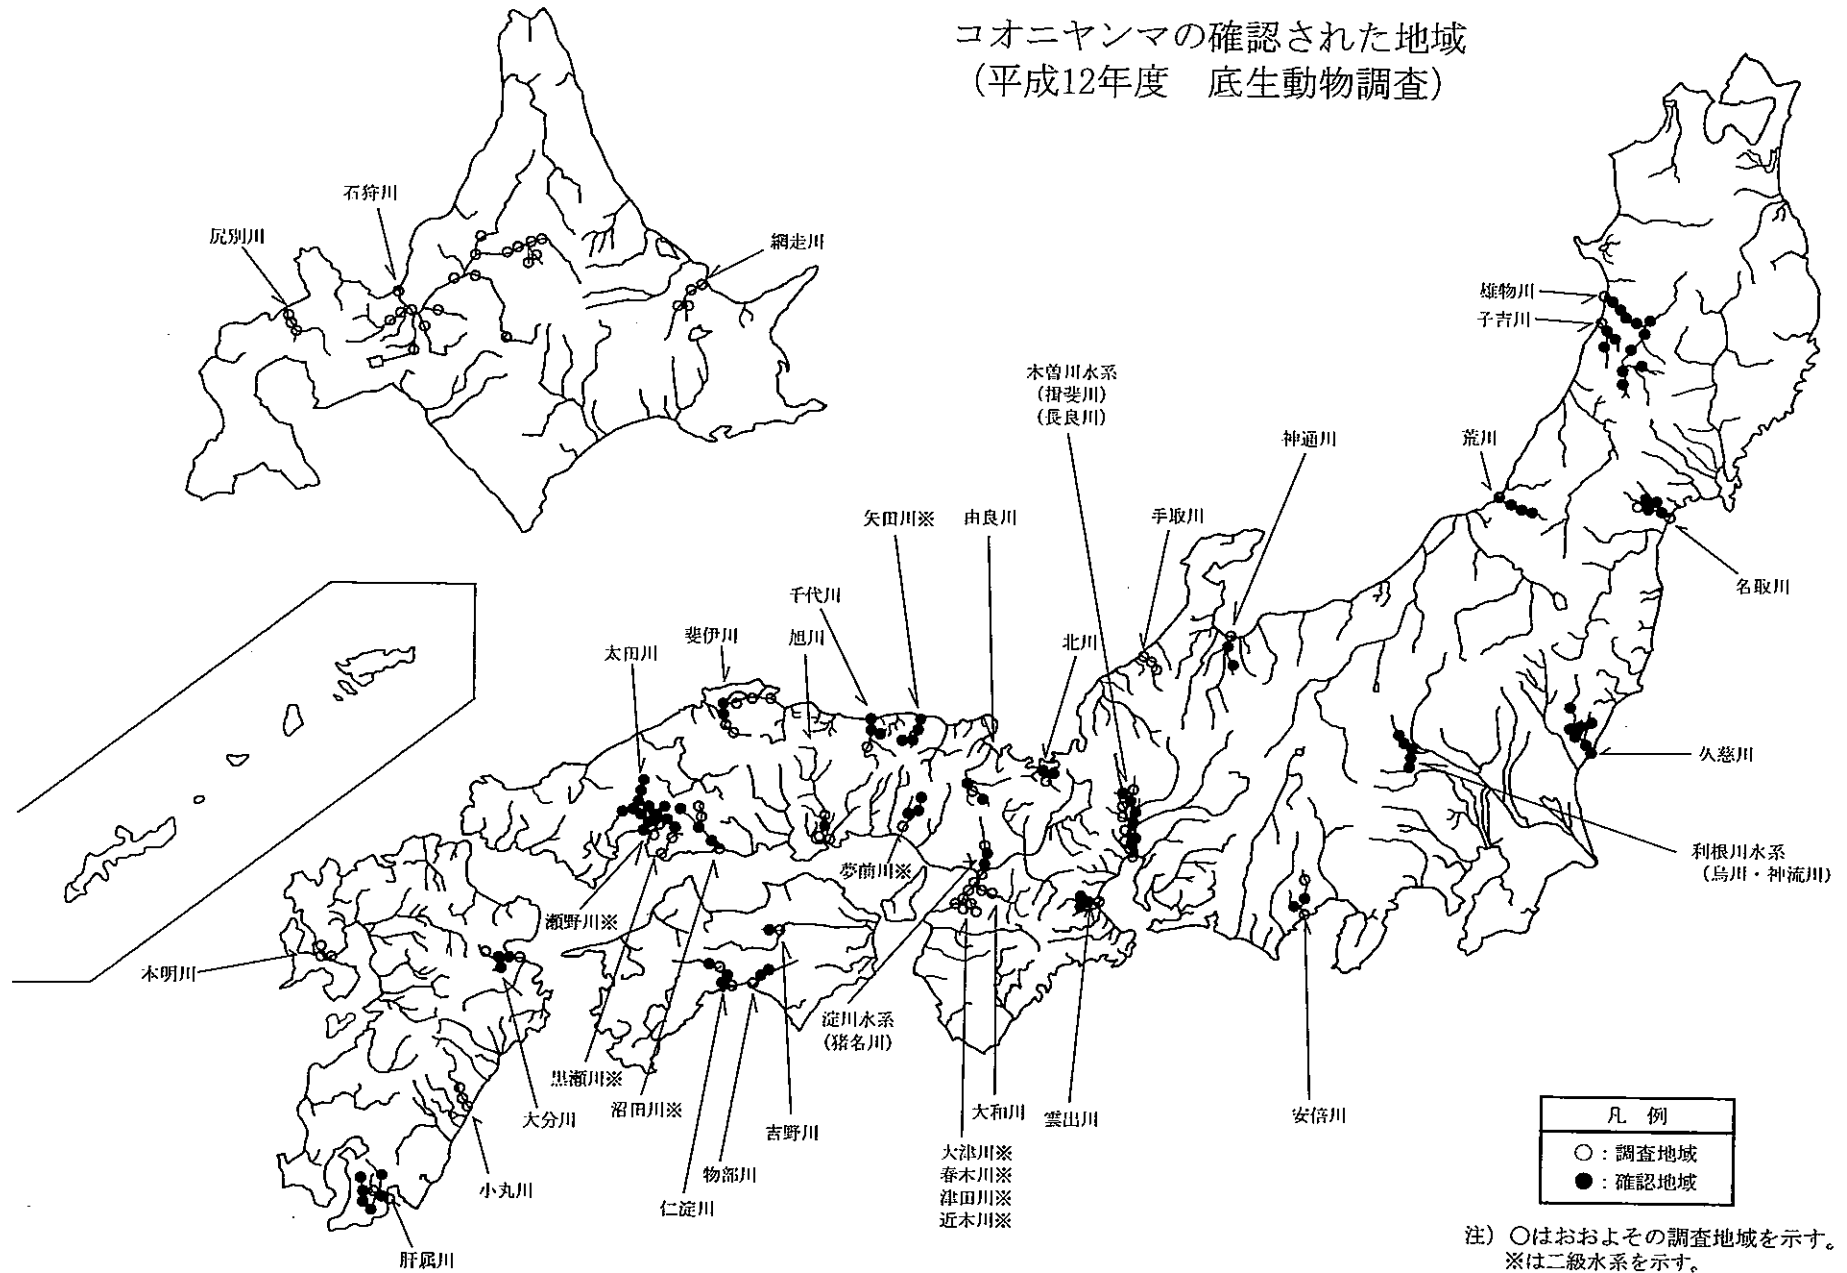 コオニヤンマの確認された地域
(平成12年度　底生動物調査)
石狩川
尻別川
網走川
雄物川
子吉川
木曽川水系
(揖斐川)
(長良川)
神通川
荒川
矢田川※
由良川
手取川
名取川
千代川
旭川
斐伊川
北川
太田川
久慈川
利根川水系
(烏川・神流川)
夢前川※
瀬野川※
本明川
淀川水系
(猪名川)
黒瀬川※
沼田川※
大分川
吉野川
大和川
雲出川
安倍川
物部川
小丸川
仁淀川
大津川※
春木川※
津田川※
近木川※
肝属川
凡　例
○：調査地域
●：確認地域
注）○はおおよその調査地域を示す。
※は二級水系を示す。